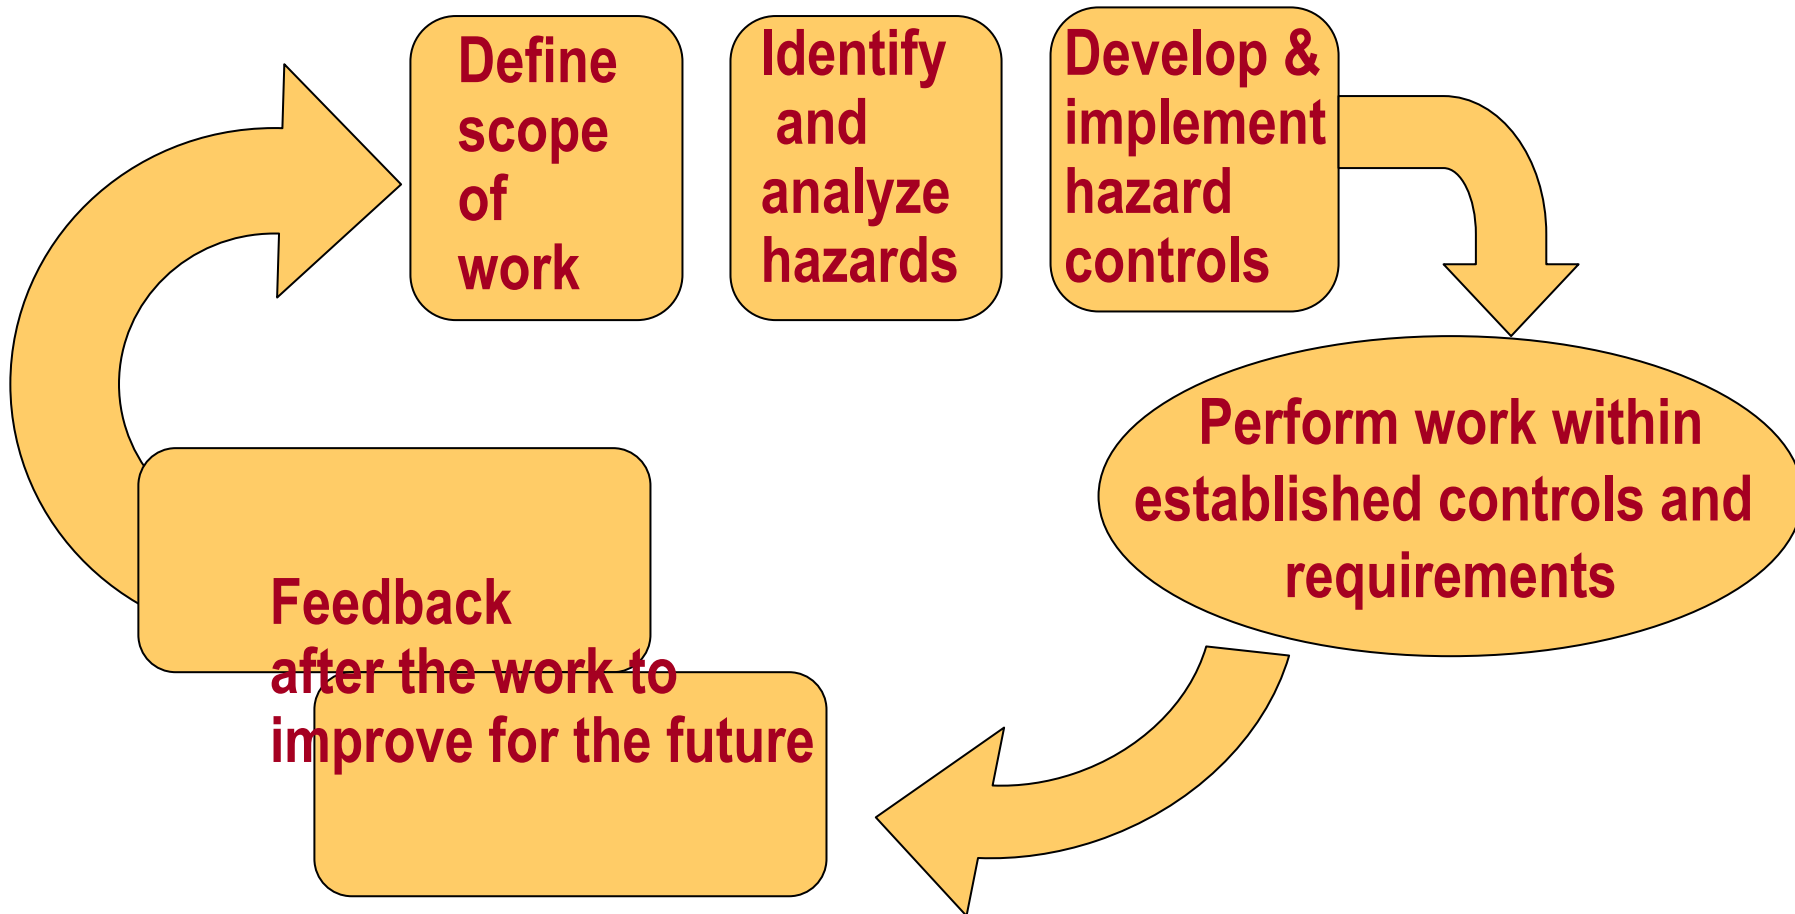 Define
scope
of
work
Identify
and
analyze
hazards
Develop &
implement
hazard
controls
Perform work within
established controls and
requirements
Feedback
after the work to
improve for the future